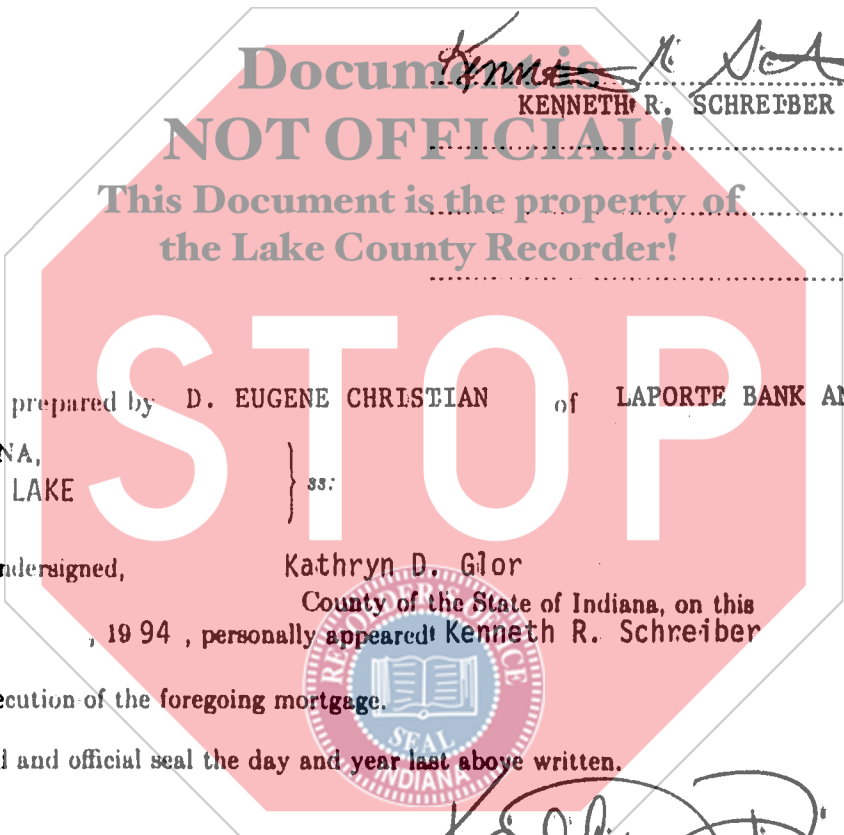 Document is
KENNETH R. SCHREIBER
NOT OFFICIAL!
This Document is the property of
the Lake County Recorder!
STOP
prepared by D. EUGENE CHRISTIAN of LAPORTE BANK AN
NA,
LAKE ss:
ndersigned, Kathryn D. Glor
County of the State of Indiana, on this
, 1994 , personally appeared Kenneth R. Schreiber
ecution of the foregoing mortgage.
d and official seal the day and year last above written.
RECORDER'S OFFICE
SEAL
INDIANA